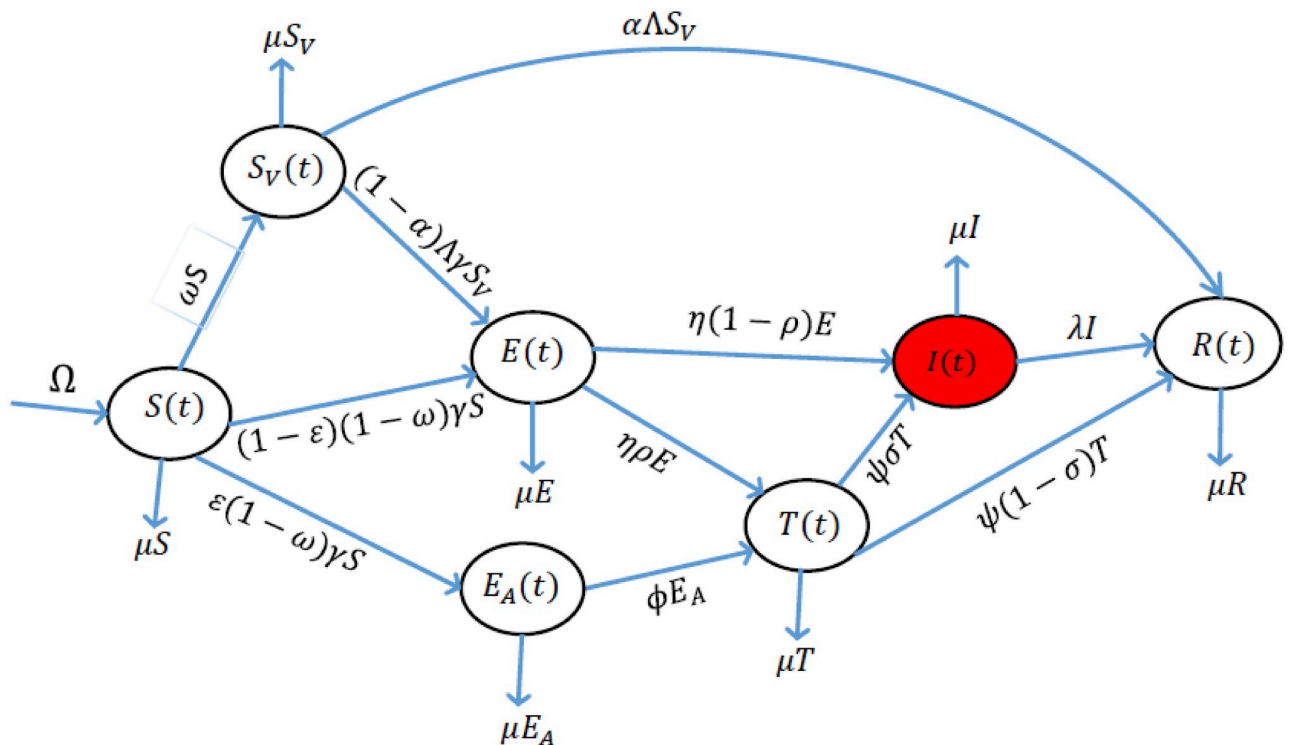 αΛS_V
μS_V
S_V(t)
(1 − α)ΛγS_V
ωS
μI
η(1 − ρ)E
λI
R(t)
E(t)
I(t)
Ω
S(t)
(1 − ε)(1 − ω)γS
ηρE
ψσT
μE
μR
ψ(1 − σ)T
T(t)
μS
ε(1 − ω)γS
E_A(t)
ϕE_A
μT
μE_A